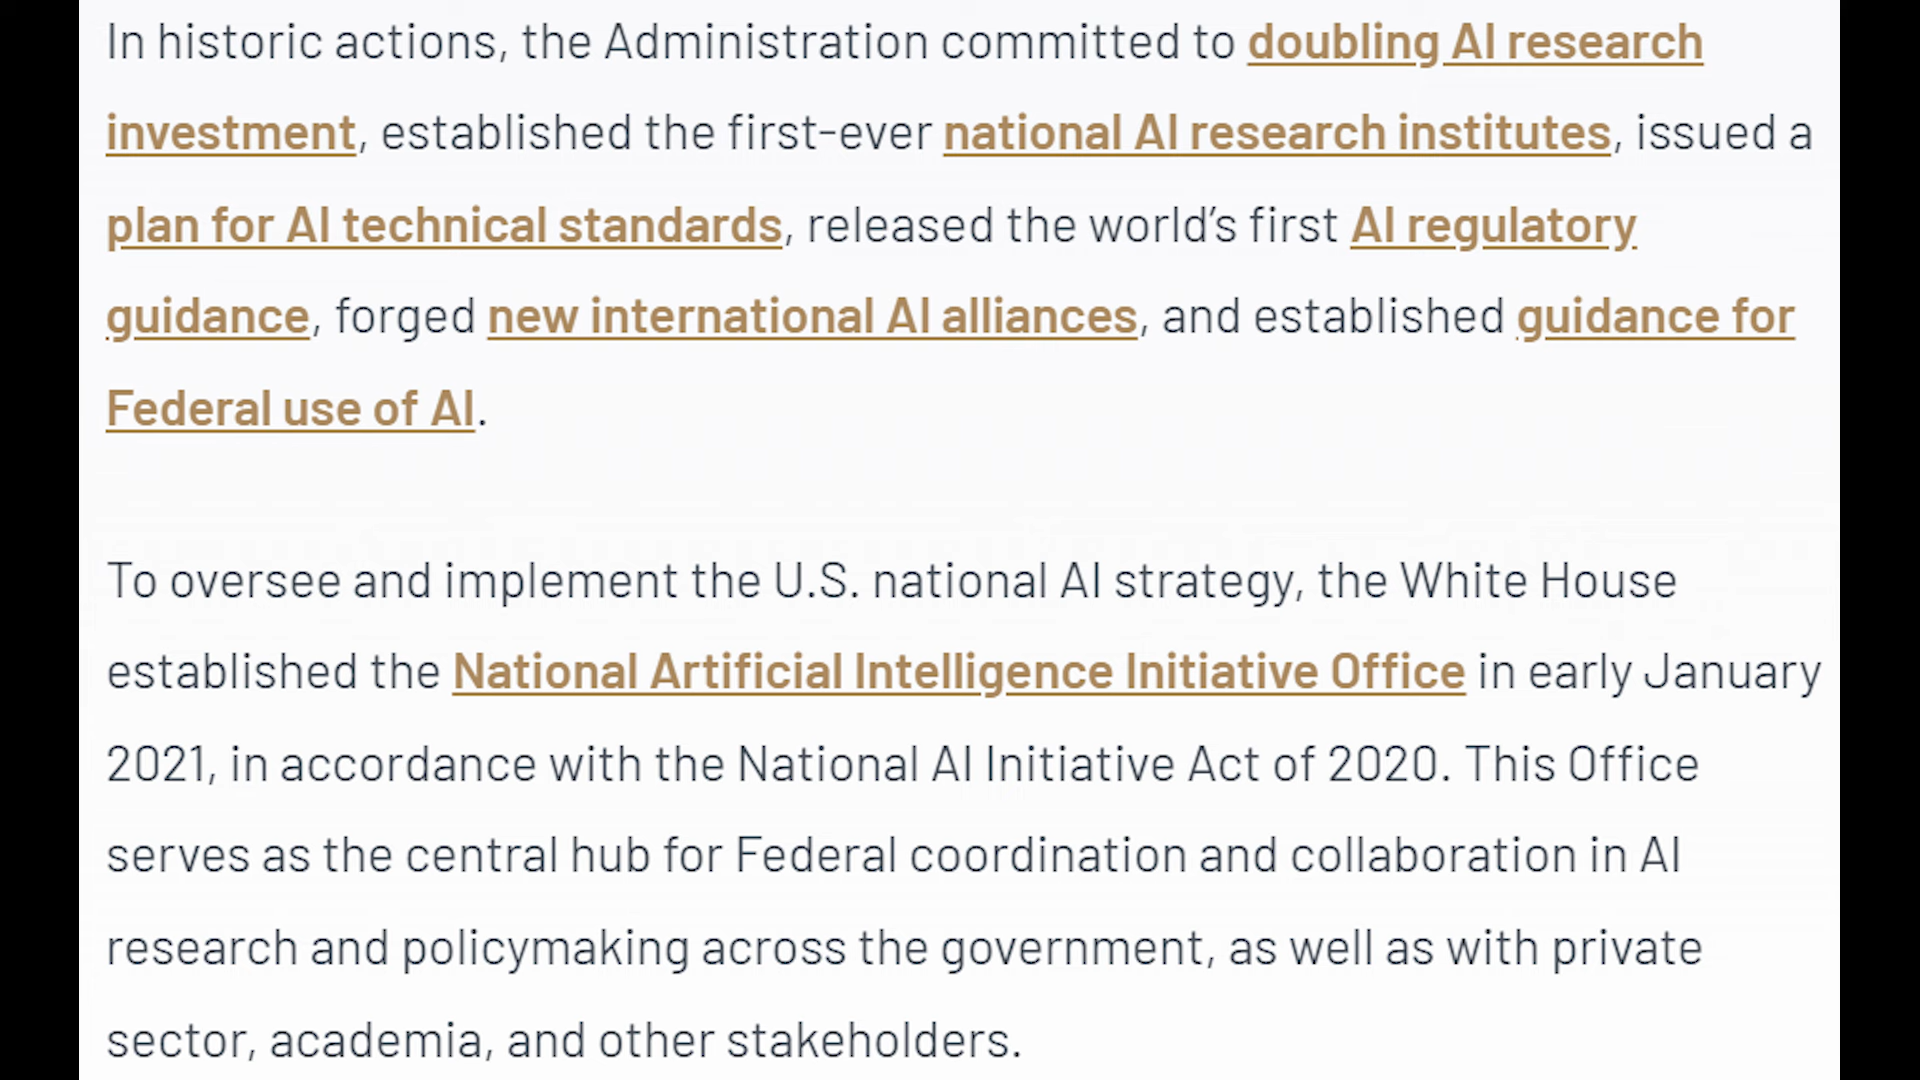 In historic actions, the Administration committed to doubling AI research
investment, established the first-ever national AI research institutes, issued a
plan for AI technical standards, released the world’s first AI regulatory
guidance, forged new international AI alliances, and established guidance for
Federal use of AI.
To oversee and implement the U.S. national AI strategy, the White House
established the National Artificial Intelligence Initiative Office in early January
2021, in accordance with the National AI Initiative Act of 2020. This Office
serves as the central hub for Federal coordination and collaboration in AI
research and policymaking across the government, as well as with private
sector, academia, and other stakeholders.